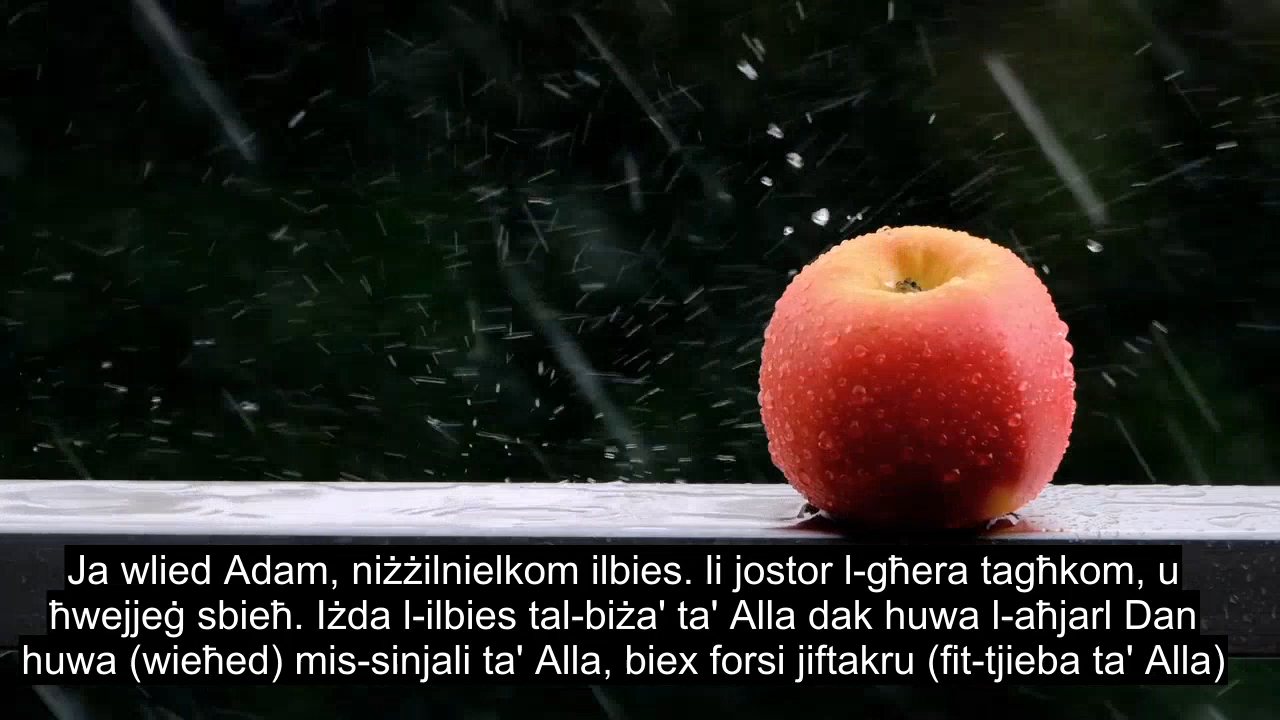 Ja wlied Adam, niżżilnielkom ilbies. li jostor l-għera tagħkom, u
ħwejjeġ sbieħ. Iżda l-ilbies tal-biża' ta' Alla dak huwa l-aħjarl Dan
huwa (wieħed) mis-sinjali ta' Alla, biex forsi jiftakru (fit-tjieba ta' Alla)